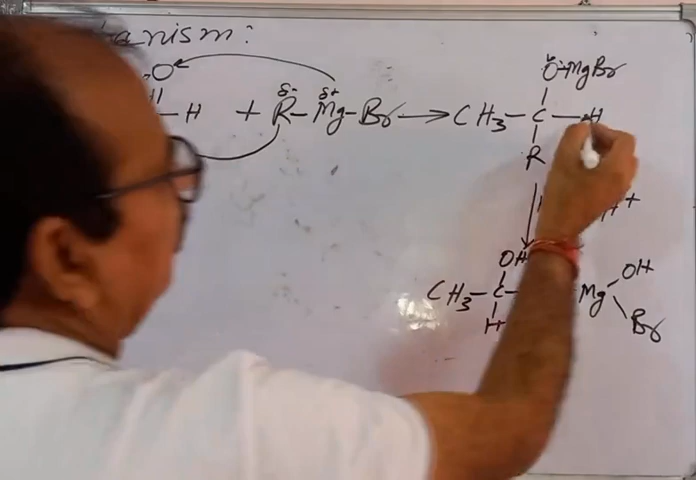 anism:
O
- H + R - Mg - Br → CH3 - C - H
δ- δ+
O-MgBr
R
H+
OH
CH3 - C -
H
Mg
OH
Br